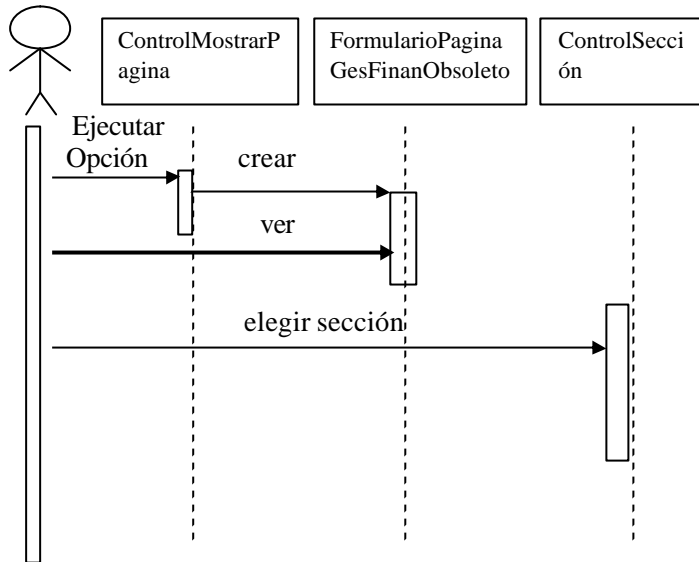 ControlMostrarP
agina
FormularioPagina
GesFinanObsoleto
ControlSecci
ón
Ejecutar
Opción
crear
ver
elegir sección